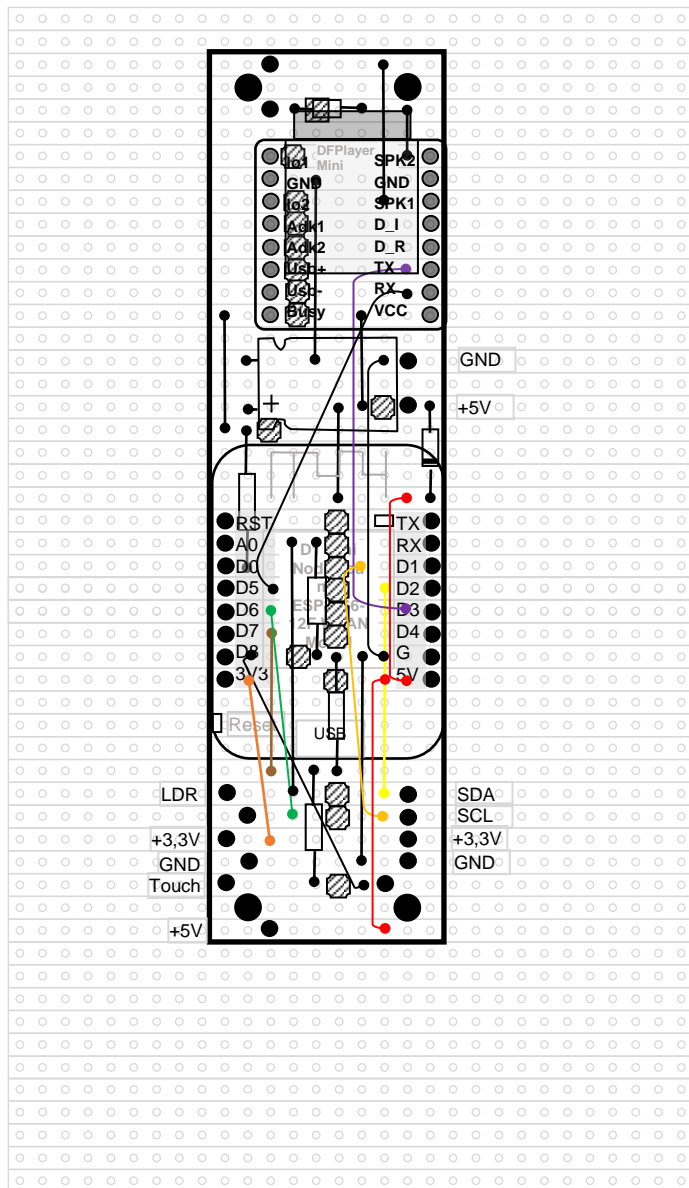 DFPlayer
Mini
Io1
SPK2
GND
GND
Io2
SPK1
Adk1
D_I
Adk2
D_R
Usb+
TX
Usb-
RX
Busy
VCC
GND
+
+5V
RST
TX
A0
RX
D0
D1
D5
D2
D6
D3
D7
D4
D8
G
3V3
5V
USB
LDR
SDA
SCL
+3,3V
+3,3V
GND
GND
Touch
+5V